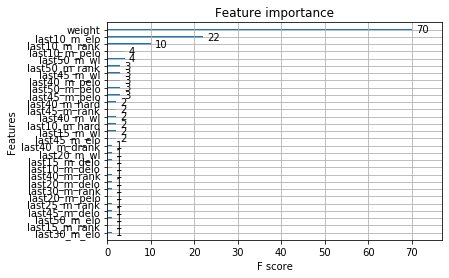 Feature importance
weight 70
last10_m_elo 22
last10_m_rank 10
last10_m_pelo 4
last50_m_wl 4
last50_m_rank 3
last45_m_wl 3
last40_m_pelo 3
last50_m_pelo 3
last45_m_pelo 3
last40_m_hard 2
last45_m_rank 2
last40_m_wl 2
last10_m_hard 2
last15_m_wl 2
last45_m_elo 2
last40_m_drank 1
last20_m_wl 1
last15_m_delo 1
last10_m_delo 1
last40_m_rank 1
last20_m_delo 1
last30_m_rank 1
last20_m_pelo 1
last25_m_rank 1
last45_m_delo 1
last50_m_elo 1
last15_m_rank 1
last30_m_elo 1
Features
0 10 20 30 40 50 60 70
F score